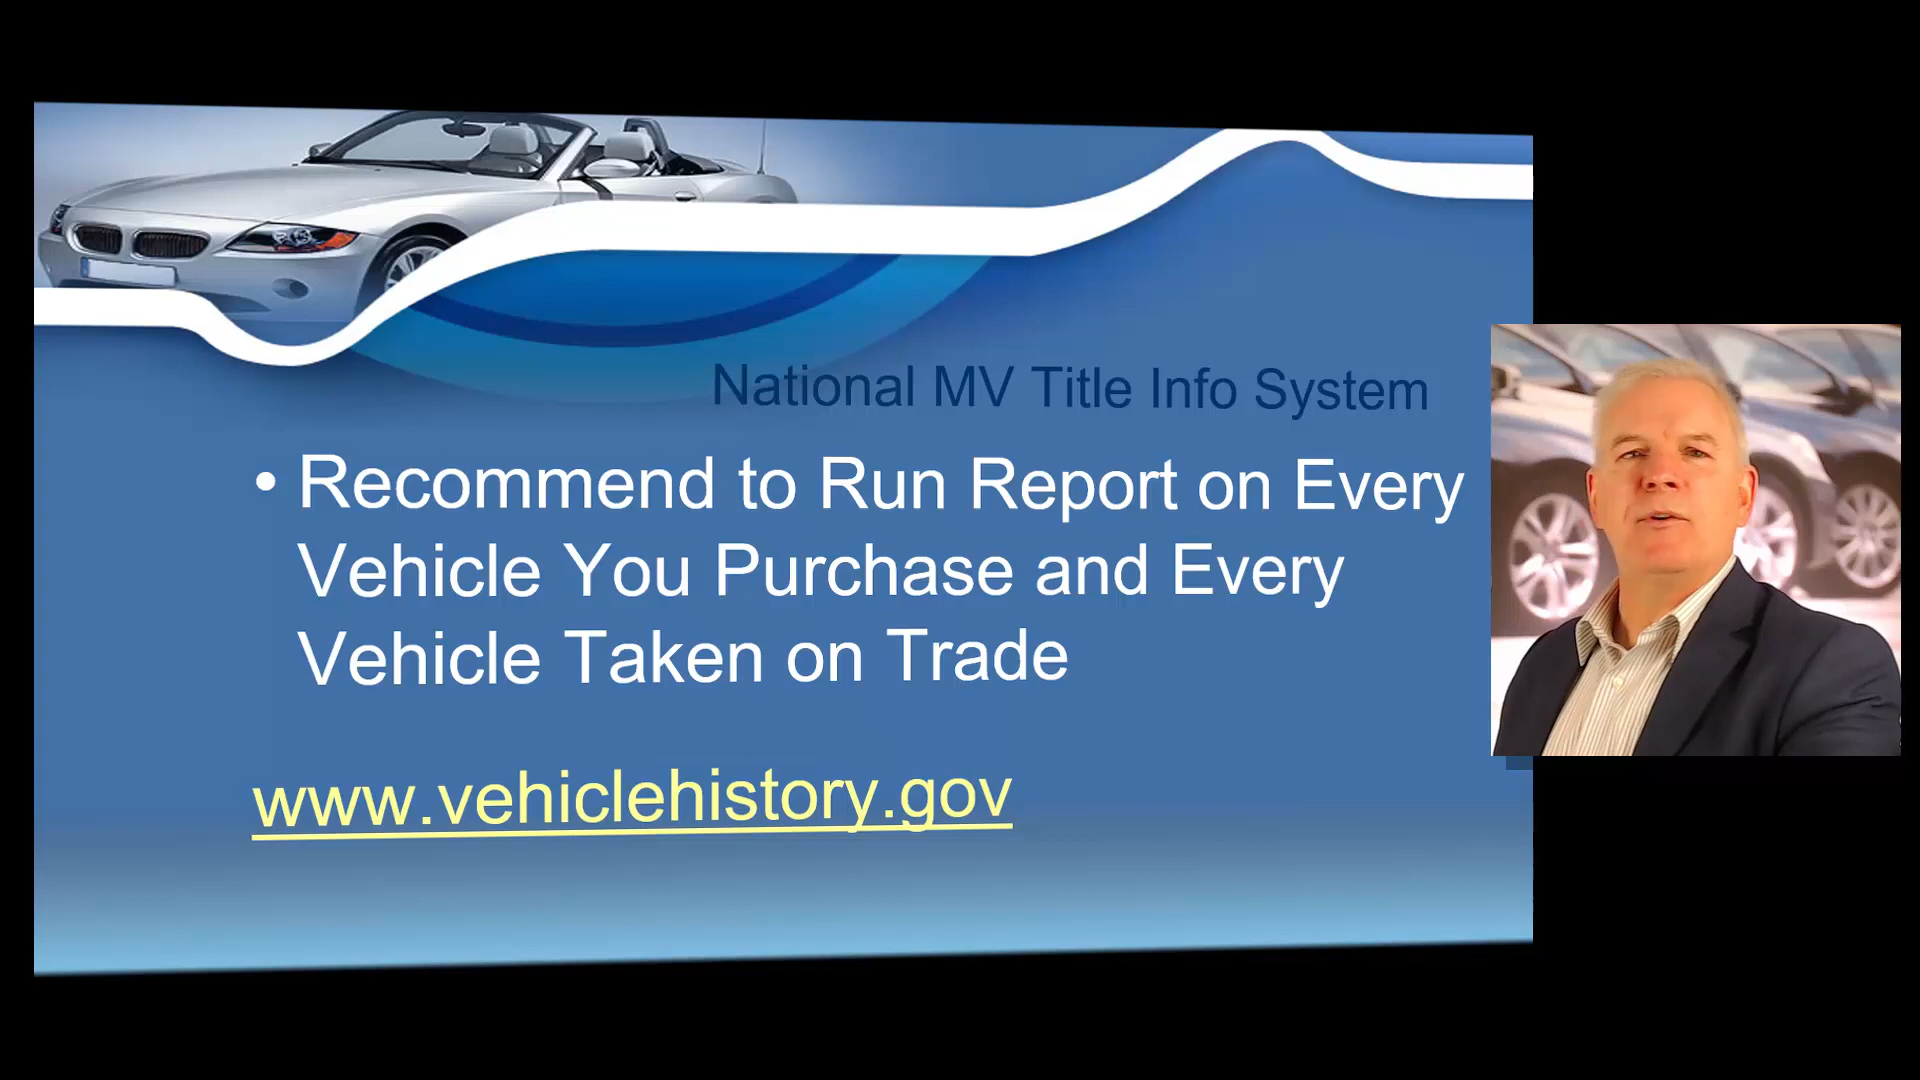 National MV Title Info System
• Recommend to Run Report on Every
Vehicle You Purchase and Every
Vehicle Taken on Trade
www.vehiclehistory.gov